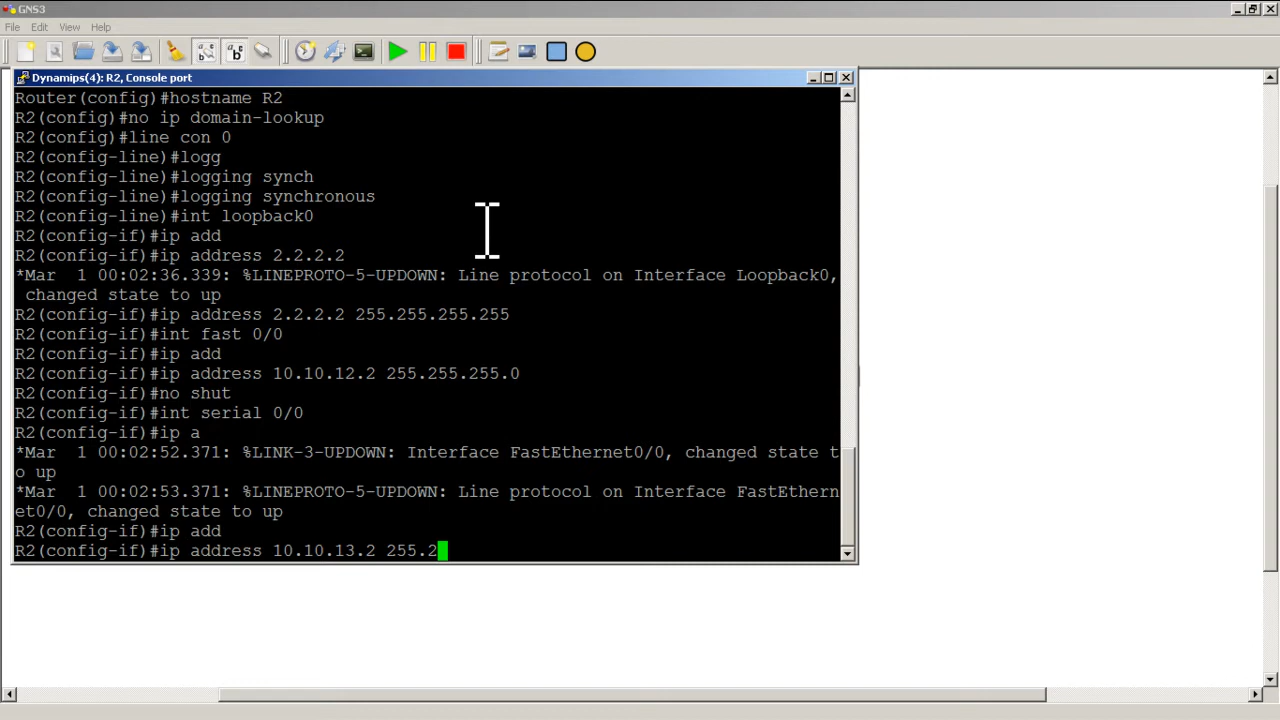 GNS3
File Edit View Help
Dynamips(4): R2, Console port
Router(config)#hostname R2
R2(config)#no ip domain-lookup
R2(config)#line con 0
R2(config-line)#logg
R2(config-line)#logging synch
R2(config-line)#logging synchronous
R2(config-line)#int loopback0
R2(config-if)#ip add
R2(config-if)#ip address 2.2.2.2
*Mar  1 00:02:36.339: %LINEPROTO-5-UPDOWN: Line protocol on Interface Loopback0,
 changed state to up
R2(config-if)#ip address 2.2.2.2 255.255.255.255
R2(config-if)#int fast 0/0
R2(config-if)#ip add
R2(config-if)#ip address 10.10.12.2 255.255.255.0
R2(config-if)#no shut
R2(config-if)#int serial 0/0
R2(config-if)#ip a
*Mar  1 00:02:52.371: %LINK-3-UPDOWN: Interface FastEthernet0/0, changed state t
o up
*Mar  1 00:02:53.371: %LINEPROTO-5-UPDOWN: Line protocol on Interface FastEthern
et0/0, changed state to up
R2(config-if)#ip add
R2(config-if)#ip address 10.10.13.2 255.2